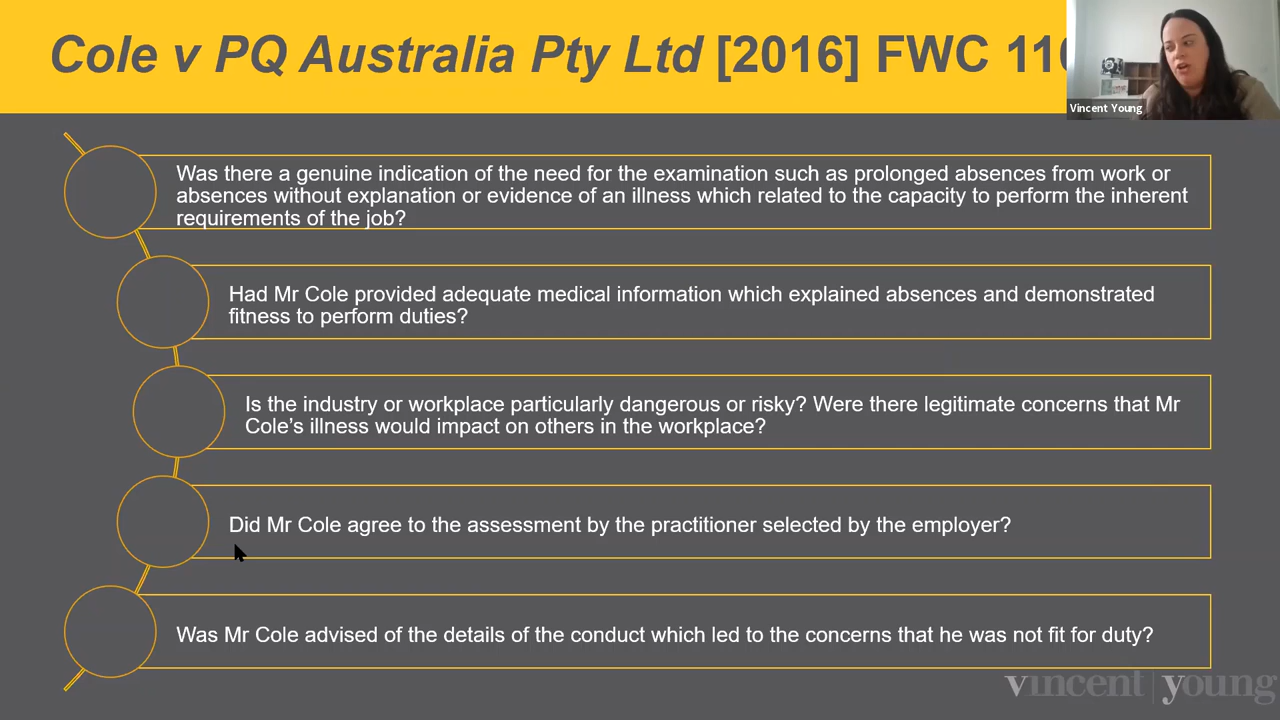 Cole v PQ Australia Pty Ltd [2016] FWC
Vincent Young
Was there a genuine indication of the need for the examination such as prolonged absences from work or
absences without explanation or evidence of an illness which related to the capacity to perform the inherent
requirements of the job?
Had Mr Cole provided adequate medical information which explained absences and demonstrated
fitness to perform duties?
Is the industry or workplace particularly dangerous or risky? Were there legitimate concerns that Mr
Cole’s illness would impact on others in the workplace?
Did Mr Cole agree to the assessment by the practitioner selected by the employer?
Was Mr Cole advised of the details of the conduct which led to the concerns that he was not fit for duty?
vincent young